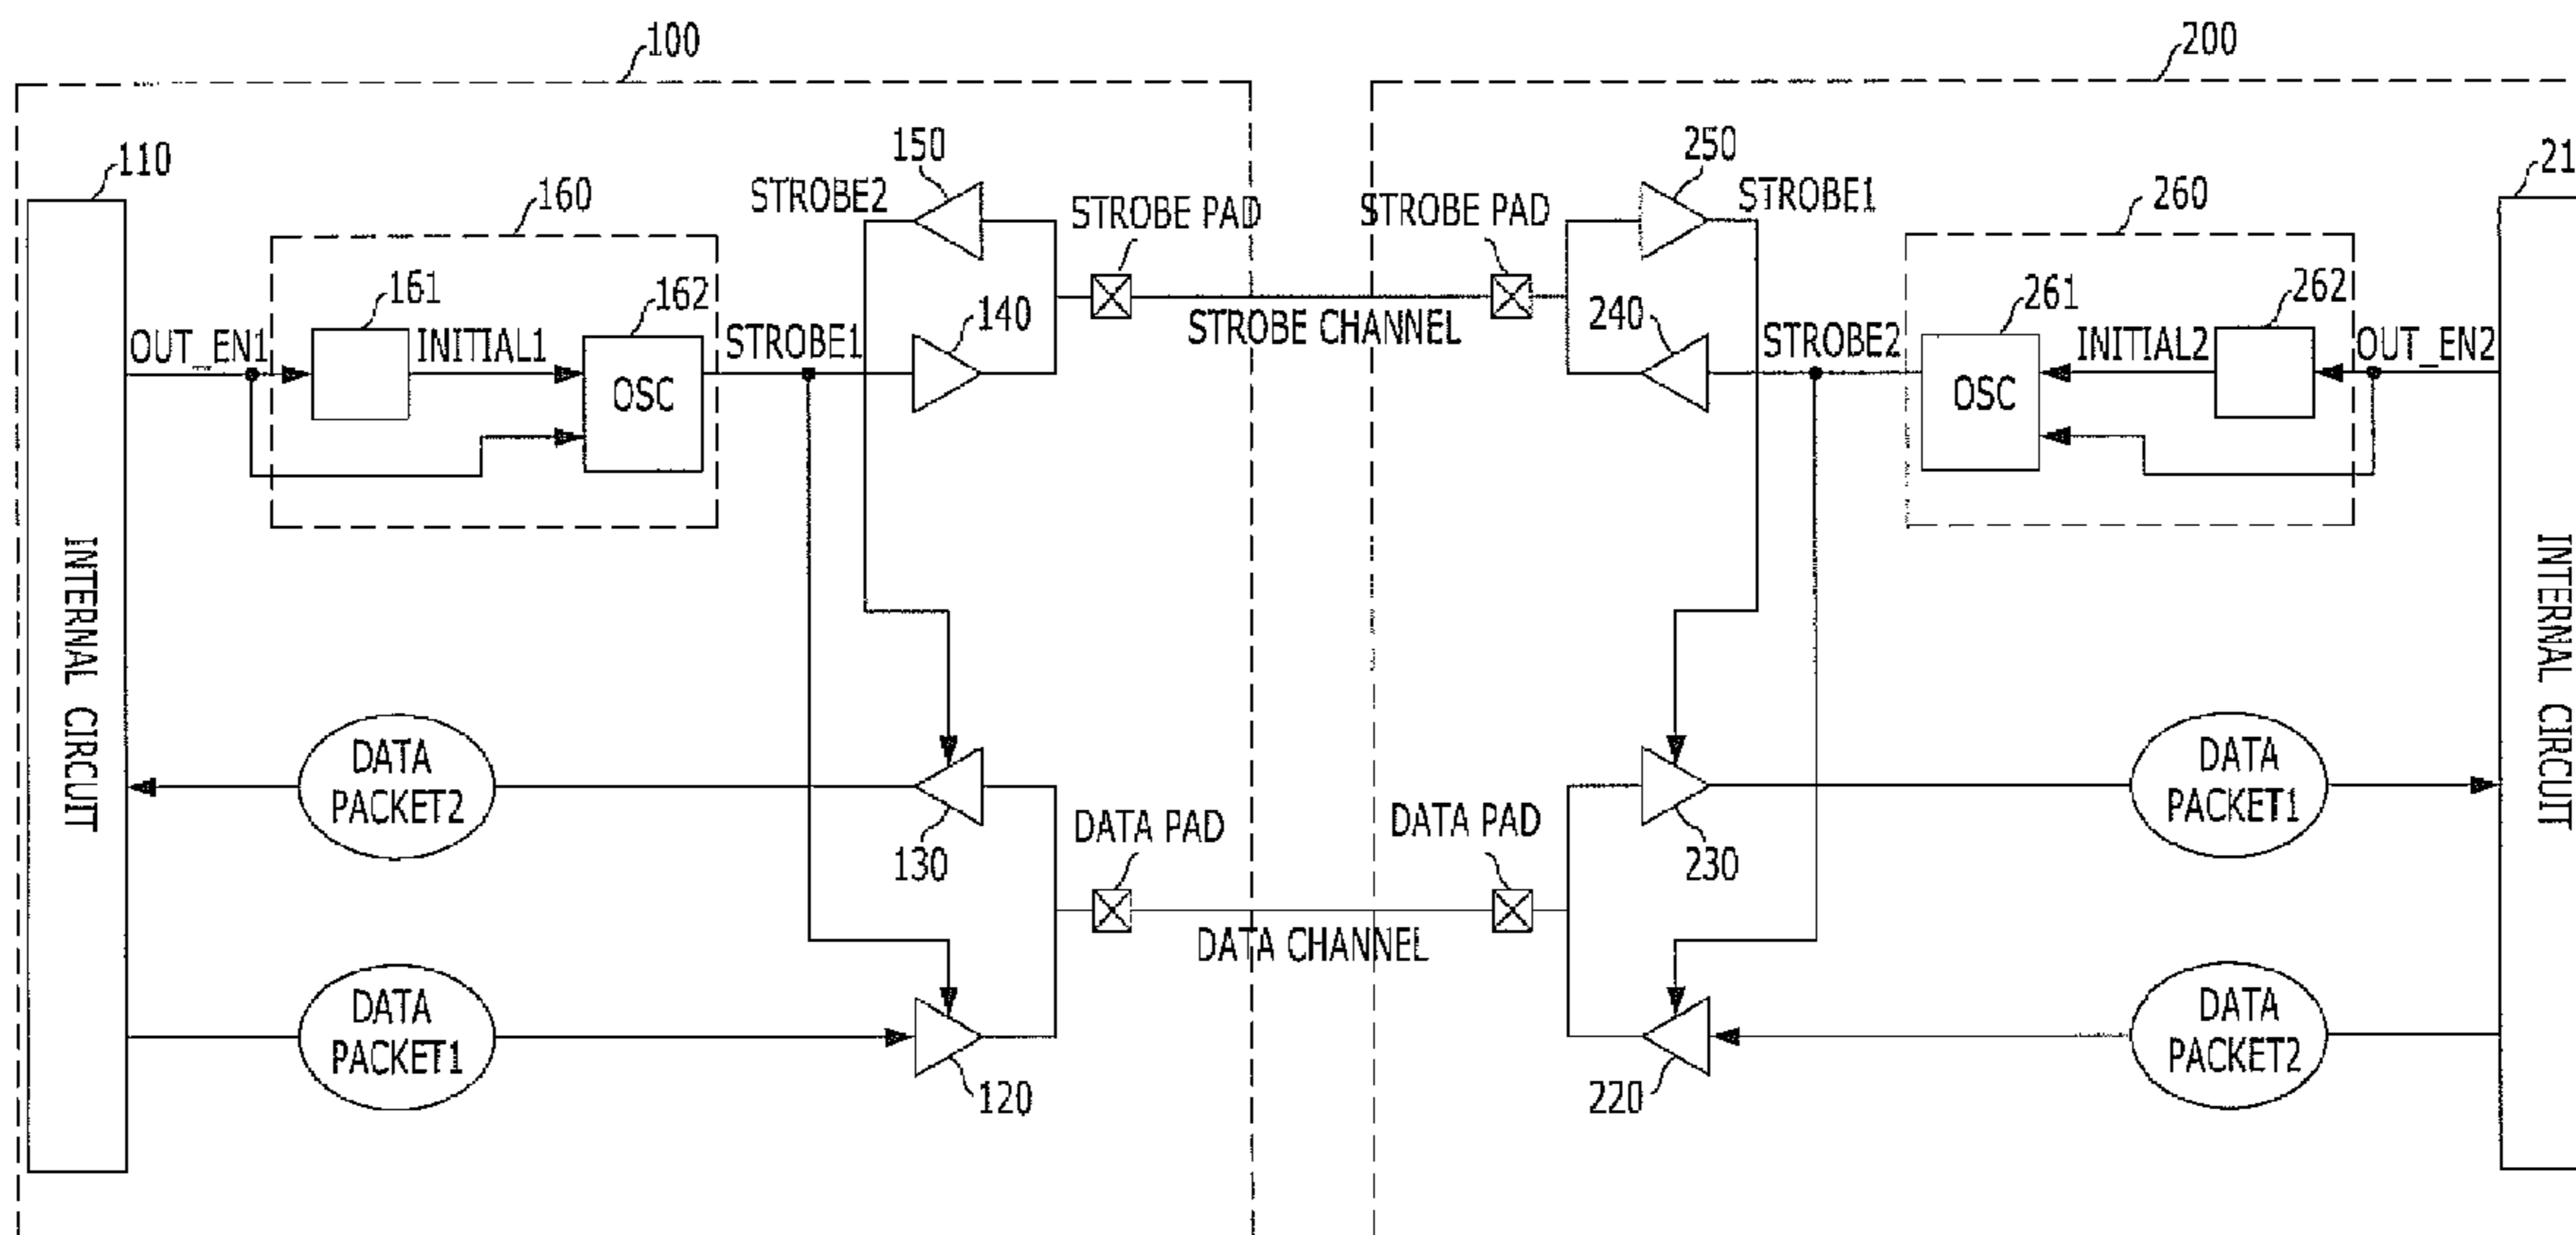 100
200
110
150
250
21
STROBE2
STROBE1
160
STROBE PAD
STROBE PAD
260
161
162
140
240
261
262
OUT_EN1
INITIAL1
STROBE1
STROBE CHANNEL
STROBE2
INITIAL2
OUT_EN2
OSC
OSC
INTERNAL CIRCUIT
INTERNAL CIRCUIT
DATA
PACKET2
DATA
PACKET1
DATA PAD
DATA PAD
130
230
DATA CHANNEL
DATA
PACKET1
DATA
PACKET2
120
220